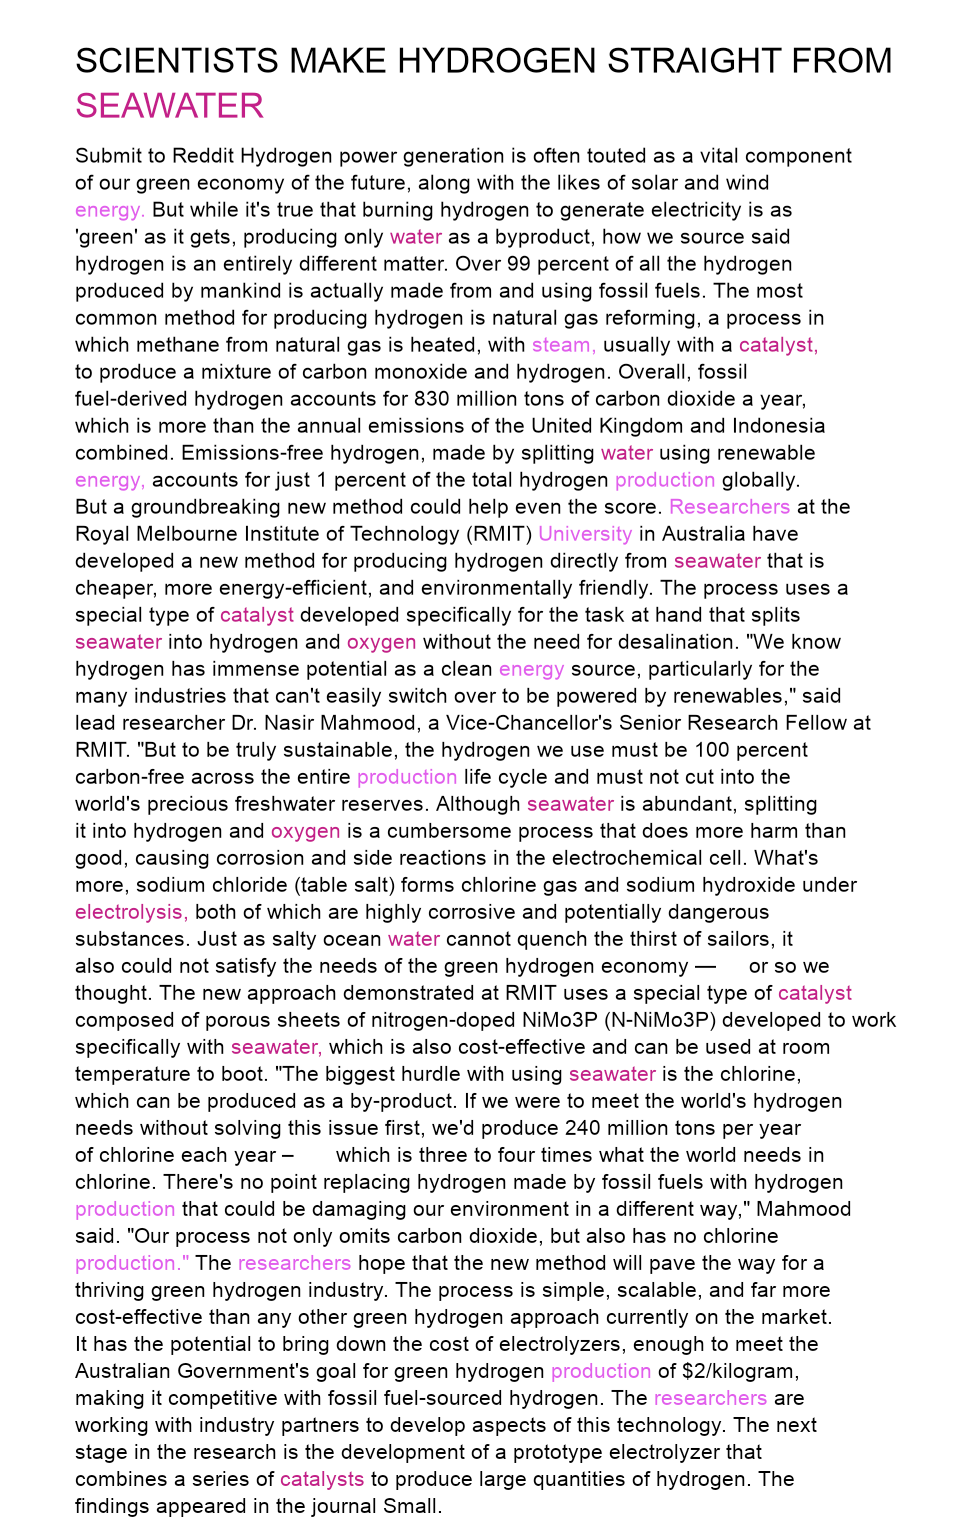 SCIENTISTS MAKE HYDROGEN STRAIGHT FROM
SEAWATER
Submit to Reddit Hydrogen power generation is often touted as a vital component
of our green economy of the future, along with the likes of solar and wind
energy. But while it's true that burning hydrogen to generate electricity is as
'green' as it gets, producing only water as a byproduct, how we source said
hydrogen is an entirely different matter. Over 99 percent of all the hydrogen
produced by mankind is actually made from and using fossil fuels. The most
common method for producing hydrogen is natural gas reforming, a process in
which methane from natural gas is heated, with steam, usually with a catalyst,
to produce a mixture of carbon monoxide and hydrogen. Overall, fossil
fuel-derived hydrogen accounts for 830 million tons of carbon dioxide a year,
which is more than the annual emissions of the United Kingdom and Indonesia
combined. Emissions-free hydrogen, made by splitting water using renewable
energy, accounts for just 1 percent of the total hydrogen production globally.
But a groundbreaking new method could help even the score. Researchers at the
Royal Melbourne Institute of Technology (RMIT) University in Australia have
developed a new method for producing hydrogen directly from seawater that is
cheaper, more energy-efficient, and environmentally friendly. The process uses a
special type of catalyst developed specifically for the task at hand that splits
seawater into hydrogen and oxygen without the need for desalination. "We know
hydrogen has immense potential as a clean energy source, particularly for the
many industries that can't easily switch over to be powered by renewables," said
lead researcher Dr. Nasir Mahmood, a Vice-Chancellor's Senior Research Fellow at
RMIT. "But to be truly sustainable, the hydrogen we use must be 100 percent
carbon-free across the entire production life cycle and must not cut into the
world's precious freshwater reserves. Although seawater is abundant, splitting
it into hydrogen and oxygen is a cumbersome process that does more harm than
good, causing corrosion and side reactions in the electrochemical cell. What's
more, sodium chloride (table salt) forms chlorine gas and sodium hydroxide under
electrolysis, both of which are highly corrosive and potentially dangerous
substances. Just as salty ocean water cannot quench the thirst of sailors, it
also could not satisfy the needs of the green hydrogen economy — or so we
thought. The new approach demonstrated at RMIT uses a special type of catalyst
composed of porous sheets of nitrogen-doped NiMo3P (N-NiMo3P) developed to work
specifically with seawater, which is also cost-effective and can be used at room
temperature to boot. "The biggest hurdle with using seawater is the chlorine,
which can be produced as a by-product. If we were to meet the world's hydrogen
needs without solving this issue first, we'd produce 240 million tons per year
of chlorine each year – which is three to four times what the world needs in
chlorine. There's no point replacing hydrogen made by fossil fuels with hydrogen
production that could be damaging our environment in a different way," Mahmood
said. "Our process not only omits carbon dioxide, but also has no chlorine
production." The researchers hope that the new method will pave the way for a
thriving green hydrogen industry. The process is simple, scalable, and far more
cost-effective than any other green hydrogen approach currently on the market.
It has the potential to bring down the cost of electrolyzers, enough to meet the
Australian Government's goal for green hydrogen production of $2/kilogram,
making it competitive with fossil fuel-sourced hydrogen. The researchers are
working with industry partners to develop aspects of this technology. The next
stage in the research is the development of a prototype electrolyzer that
combines a series of catalysts to produce large quantities of hydrogen. The
findings appeared in the journal Small.